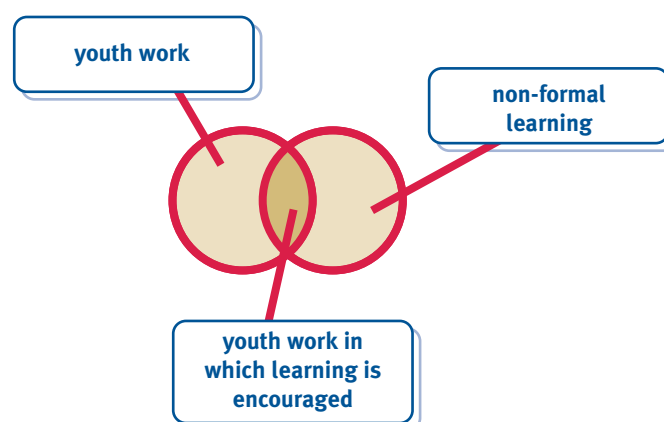 youth work
non-formal
learning
youth work in
which learning is
encouraged